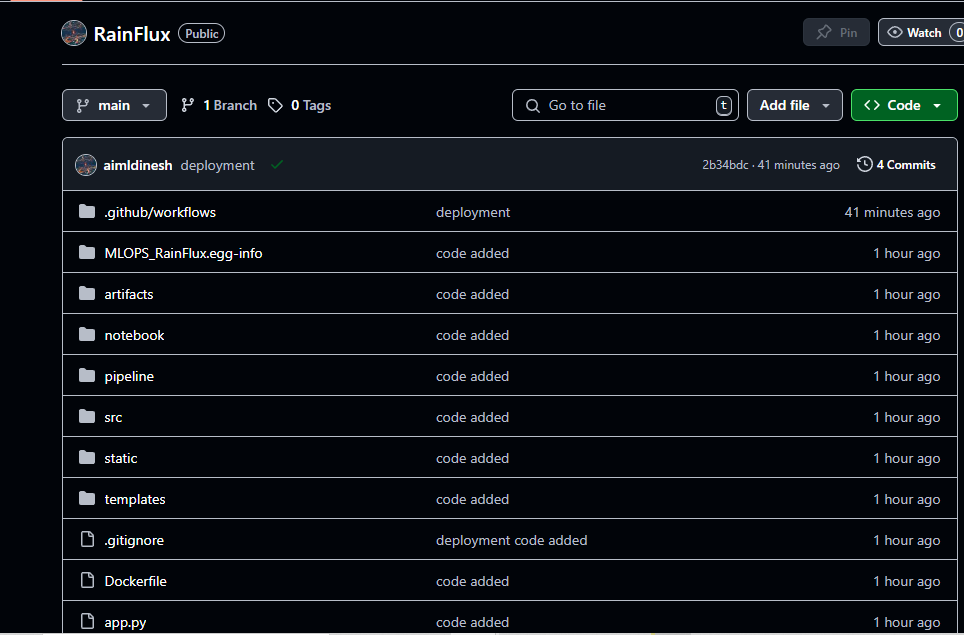 RainFlux Public Pin Watch 0
main 1 Branch 0 Tags Go to file t Add file Code
aimldinesh deployment 2b34bdc · 41 minutes ago 4 Commits
.github/workflows deployment 41 minutes ago
MLOPS_RainFlux.egg-info code added 1 hour ago
artifacts code added 1 hour ago
notebook code added 1 hour ago
pipeline code added 1 hour ago
src code added 1 hour ago
static code added 1 hour ago
templates code added 1 hour ago
.gitignore deployment code added 1 hour ago
Dockerfile code added 1 hour ago
app.py code added 1 hour ago